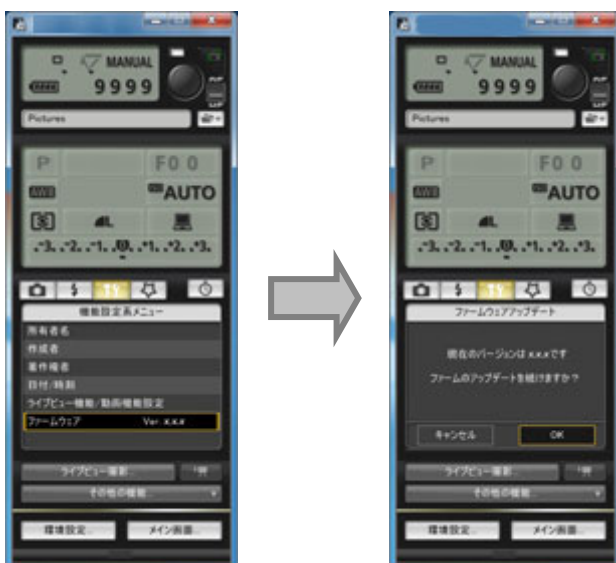 MANUAL
9999
Pictures
P
F0 0
AWB
AUTO
L
.-3. .-2. .-1. .0. .+1. .+2. .+3.
機能設定系メニュー
所有者名
作成者
著作権者
日付/時刻
ライブビュー機能/動画機能設定
ファームウェア Ver. x.x.x
ライブビュー撮影...
その他の機能...
環境設定...
メイン画面...
MANUAL
9999
Pictures
P
F0 0
AWB
AUTO
L
.-3. .-2. .-1. .0. .+1. .+2. .+3.
ファームウェアアップデート
現在のバージョンは x.x.x です
ファームのアップデートを続けますか？
キャンセル
OK
ライブビュー撮影...
その他の機能...
環境設定...
メイン画面...